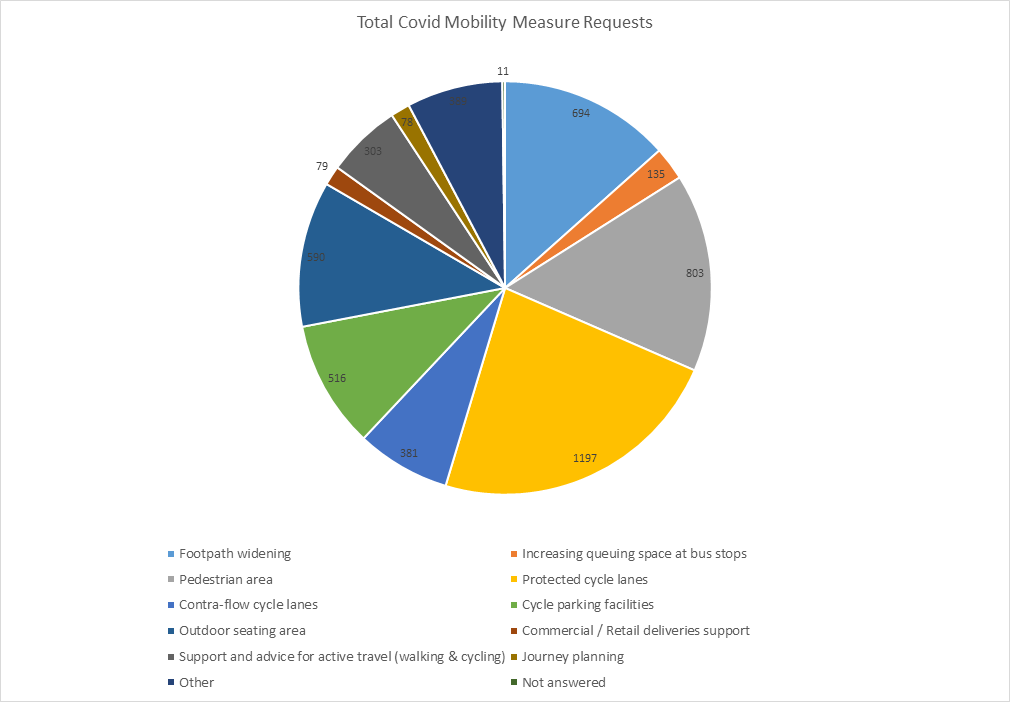 Total Covid Mobility Measure Requests
11
694
78
303
135
79
590
803
516
381
1197
Footpath widening
Increasing queuing space at bus stops
Pedestrian area
Protected cycle lanes
Contra-flow cycle lanes
Cycle parking facilities
Outdoor seating area
Commercial / Retail deliveries support
Support and advice for active travel (walking & cycling)
Journey planning
Other
Not answered